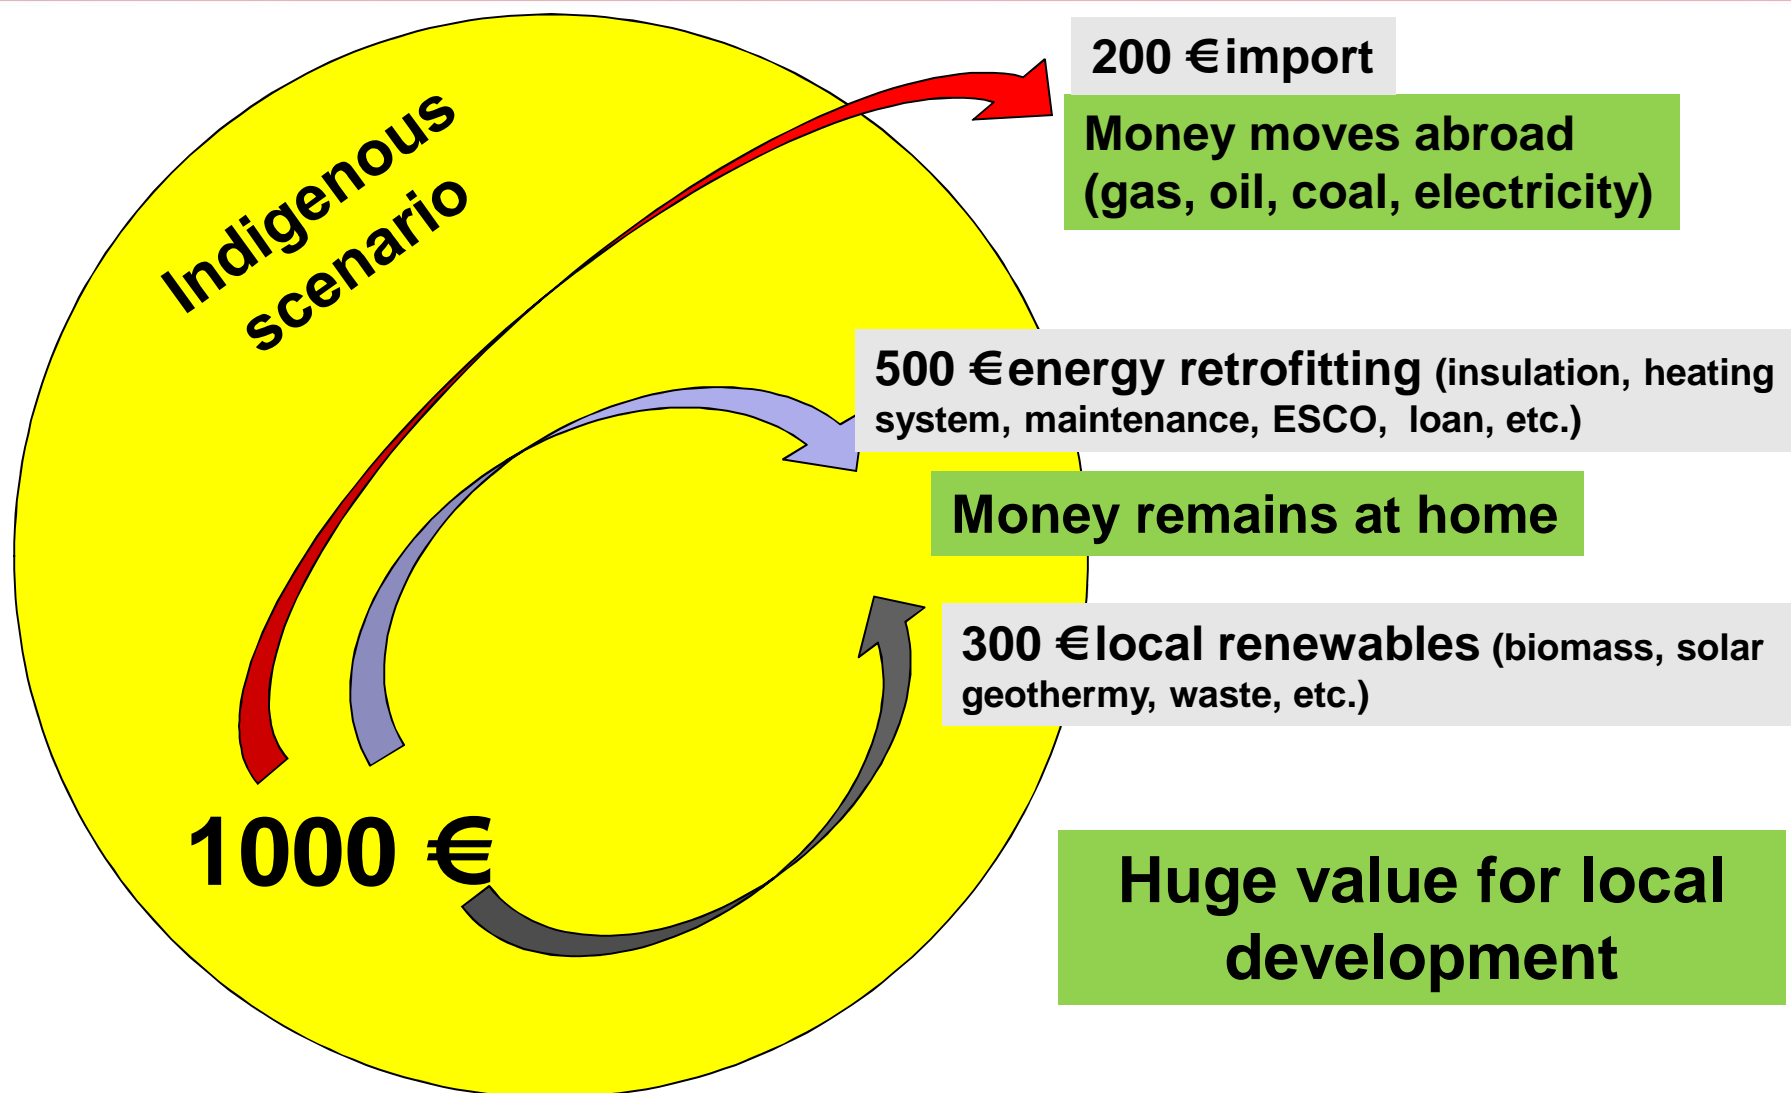 Indigenous
scenario
200 € import
Money moves abroad
(gas, oil, coal, electricity)
500 € energy retrofitting (insulation, heating
system, maintenance, ESCO, loan, etc.)
Money remains at home
300 € local renewables (biomass, solar
geothermy, waste, etc.)
1000 €
Huge value for local
development